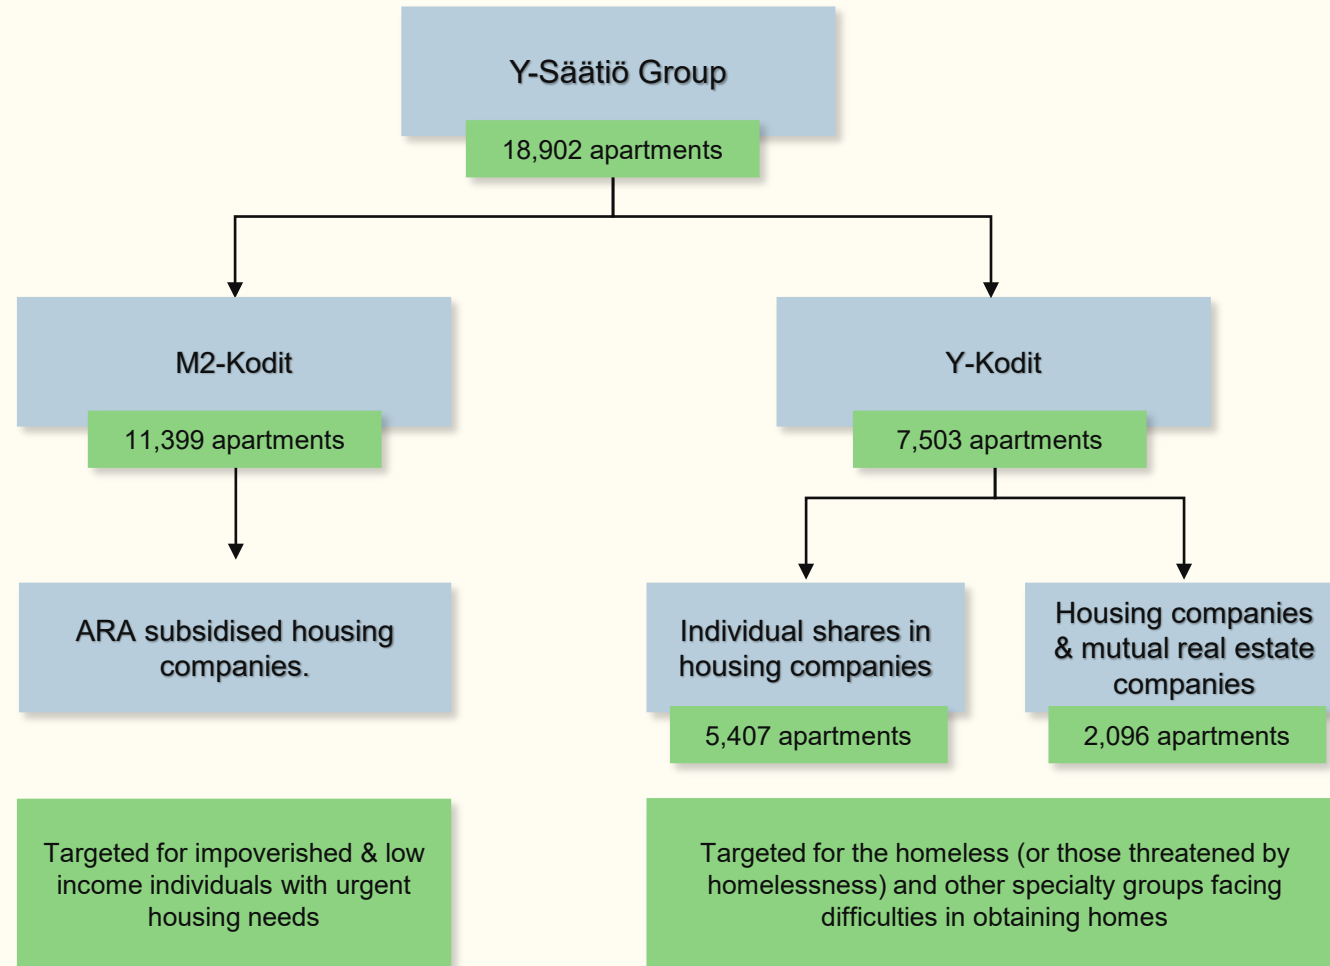 Y-Säätiö Group
18,902 apartments
M2-Kodit
11,399 apartments
Y-Kodit
7,503 apartments
ARA subsidised housing
companies.
Individual shares in
housing companies
5,407 apartments
Housing companies
& mutual real estate
companies
2,096 apartments
Targeted for impoverished & low
income individuals with urgent
housing needs
Targeted for the homeless (or those threatened by
homelessness) and other specialty groups facing
difficulties in obtaining homes